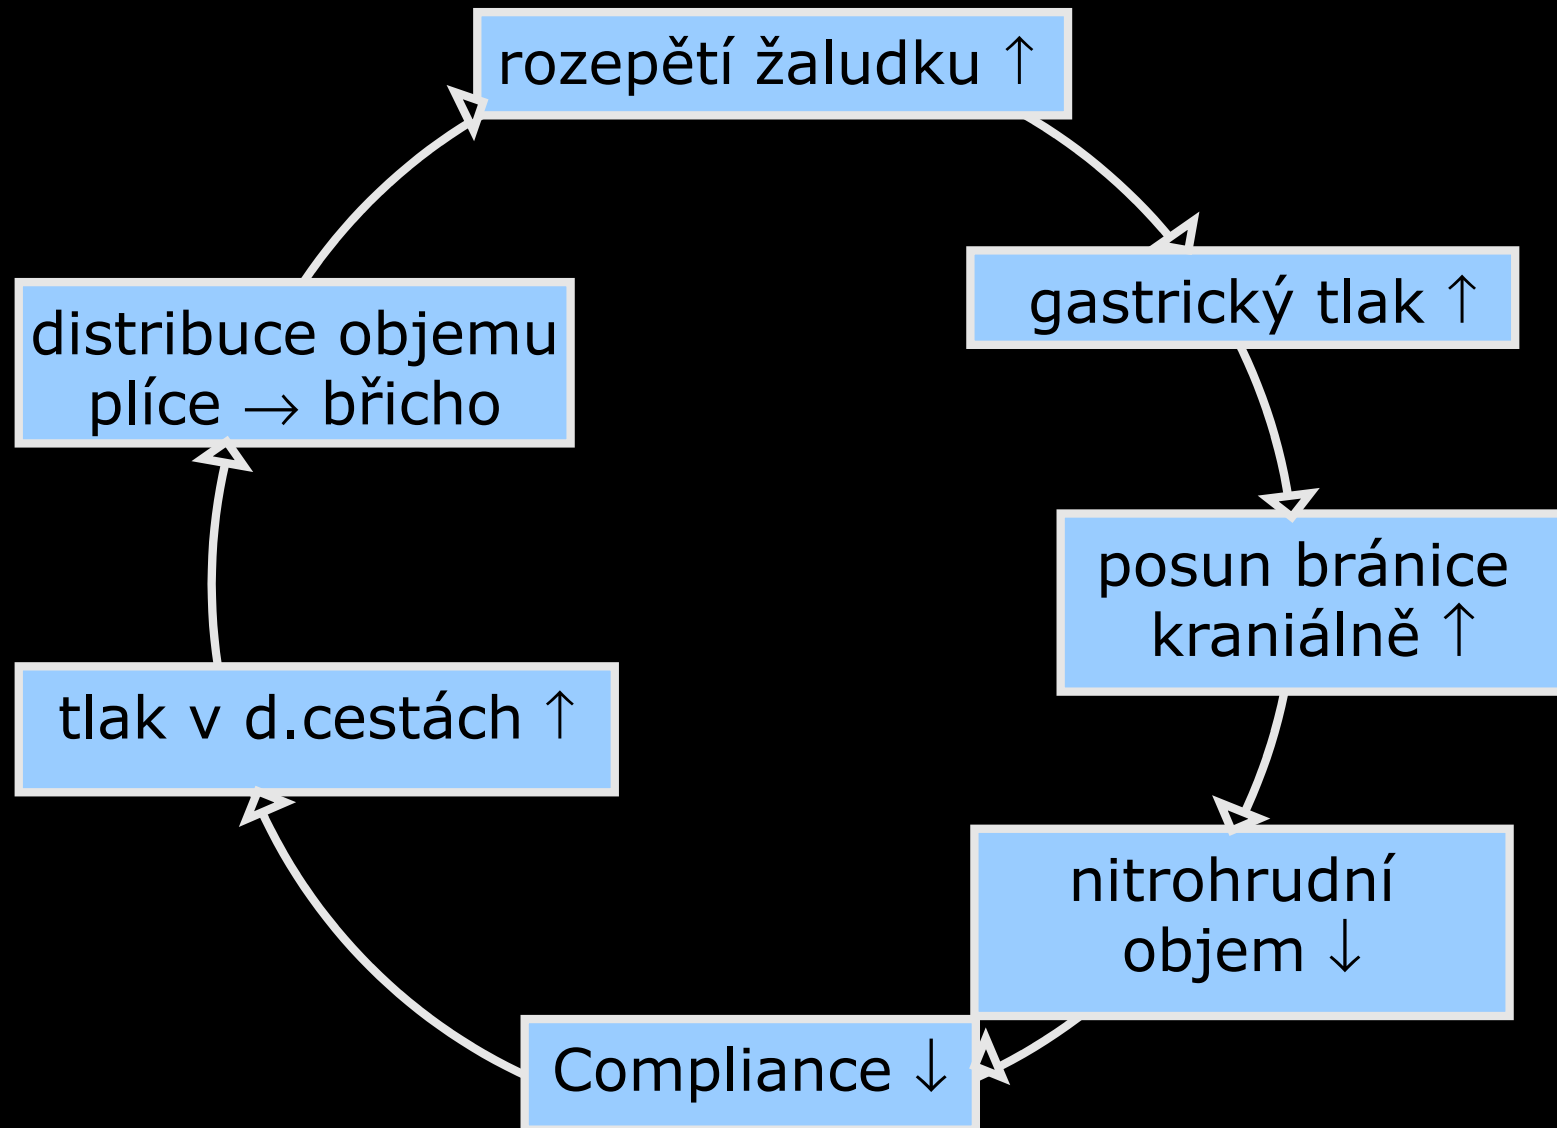 rozepětí žaludku ↑
gastrický tlak ↑
posun bránice
kraniálně ↑
nitrohrudní
objem ↓
Compliance ↓
tlak v d.cestách ↑
distribuce objemu
plíce → břicho